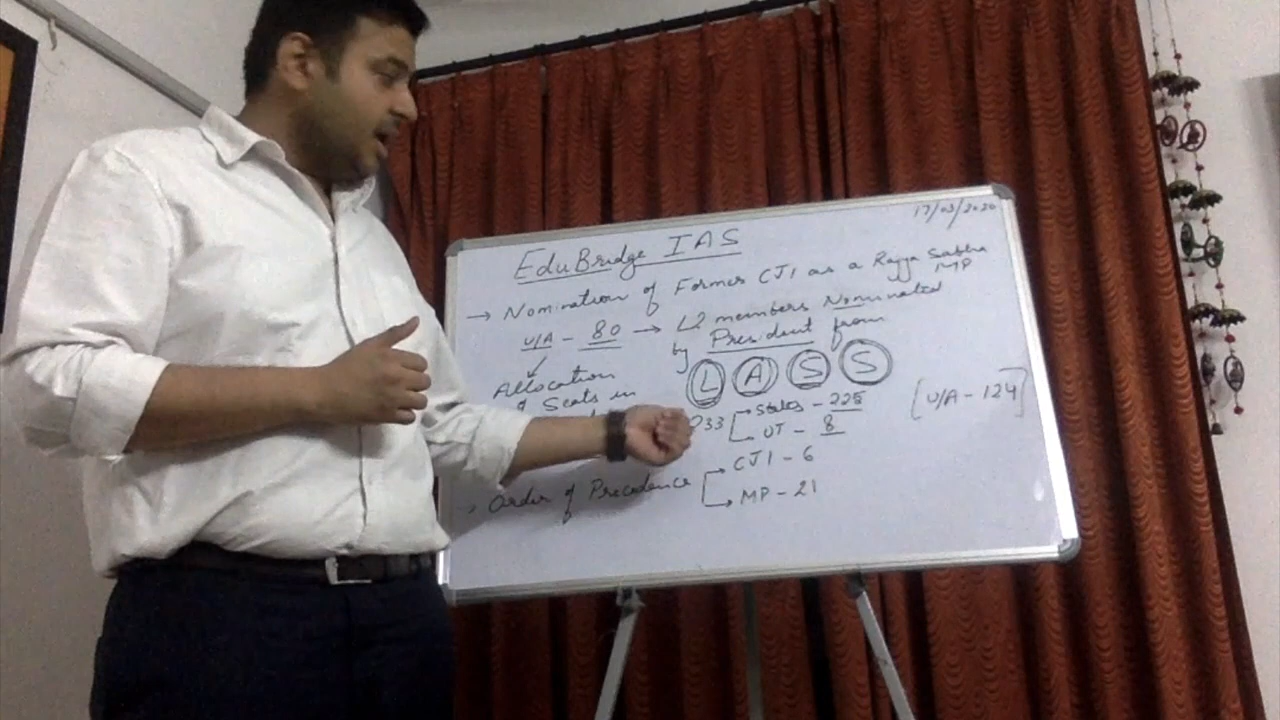 17/03/2020
EduBridge IAS
→ Nomination of Former CJI as a Rajya Sabha MP
U/A - 80 → 12 members Nominated
by President from
L A S S
Allocation
of Seats in
233
States - 225
UT - 8
[U/A - 124]
Order of Precedence
CJI - 6
MP - 21